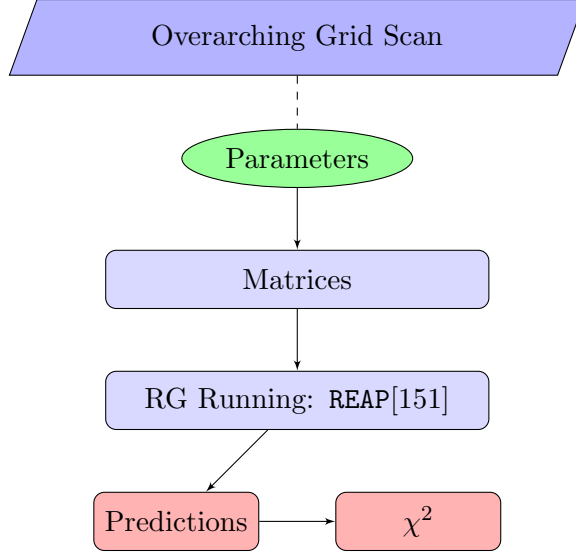 Overarching Grid Scan
Parameters
Matrices
RG Running: REAP[151]
Predictions
χ²